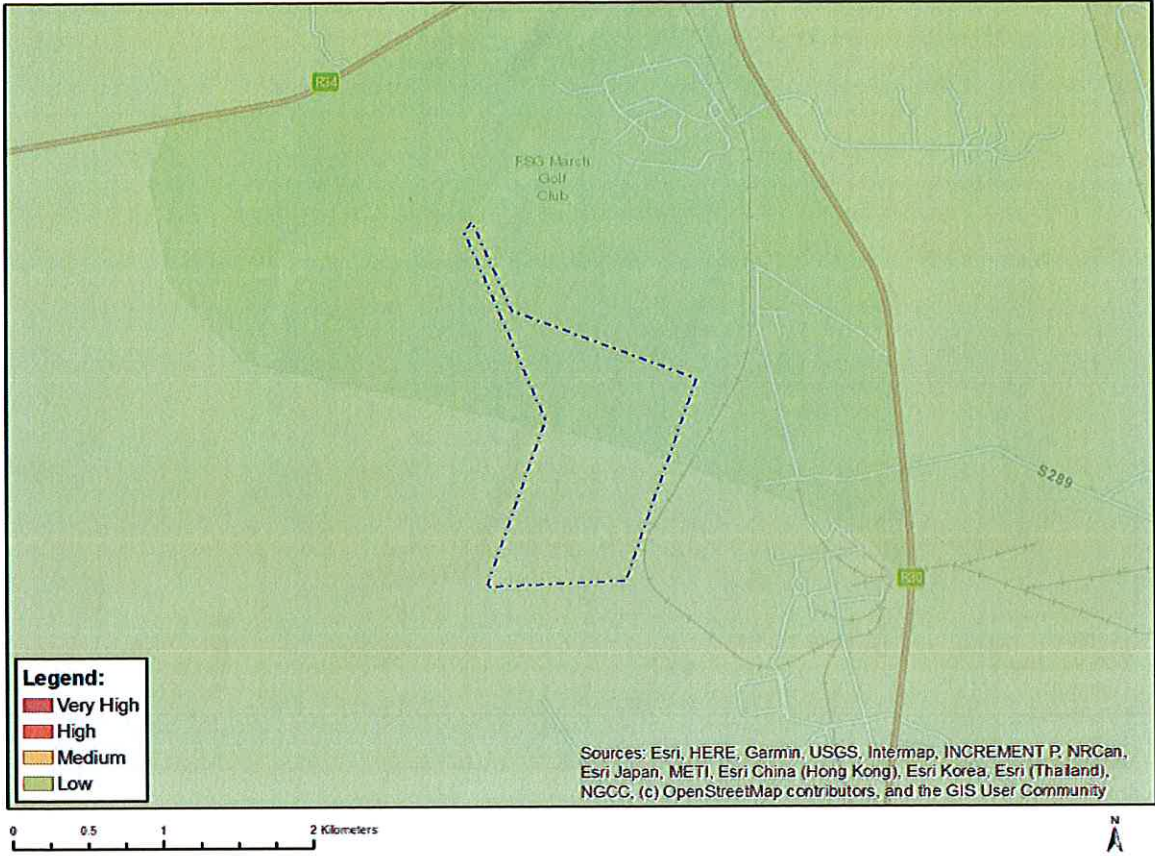 R34
RSG March
Golf
Club
S289
R30
Legend:
Very High
High
Medium
Low
Sources: Esri, HERE, Garmin, USGS, Intermap, INCREMENT P, NRCan,
Esri Japan, METI, Esri China (Hong Kong), Esri Korea, Esri (Thailand),
NGCC, (c) OpenStreetMap contributors, and the GIS User Community
0 0.5 1 2 Kilometers
N